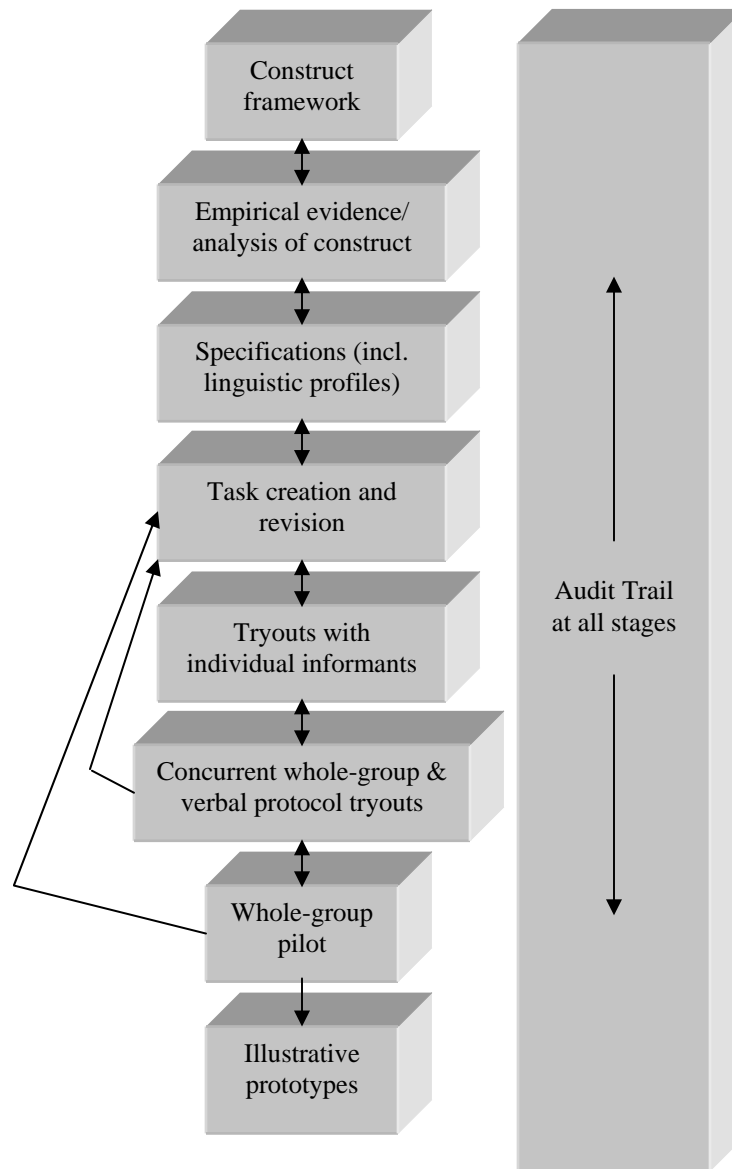 Construct
framework
Empirical evidence/
analysis of construct
Specifications (incl.
linguistic profiles)
Task creation and
revision
Tryouts with
individual informants
Concurrent whole-group &
verbal protocol tryouts
Whole-group
pilot
Illustrative
prototypes
Audit Trail
at all stages